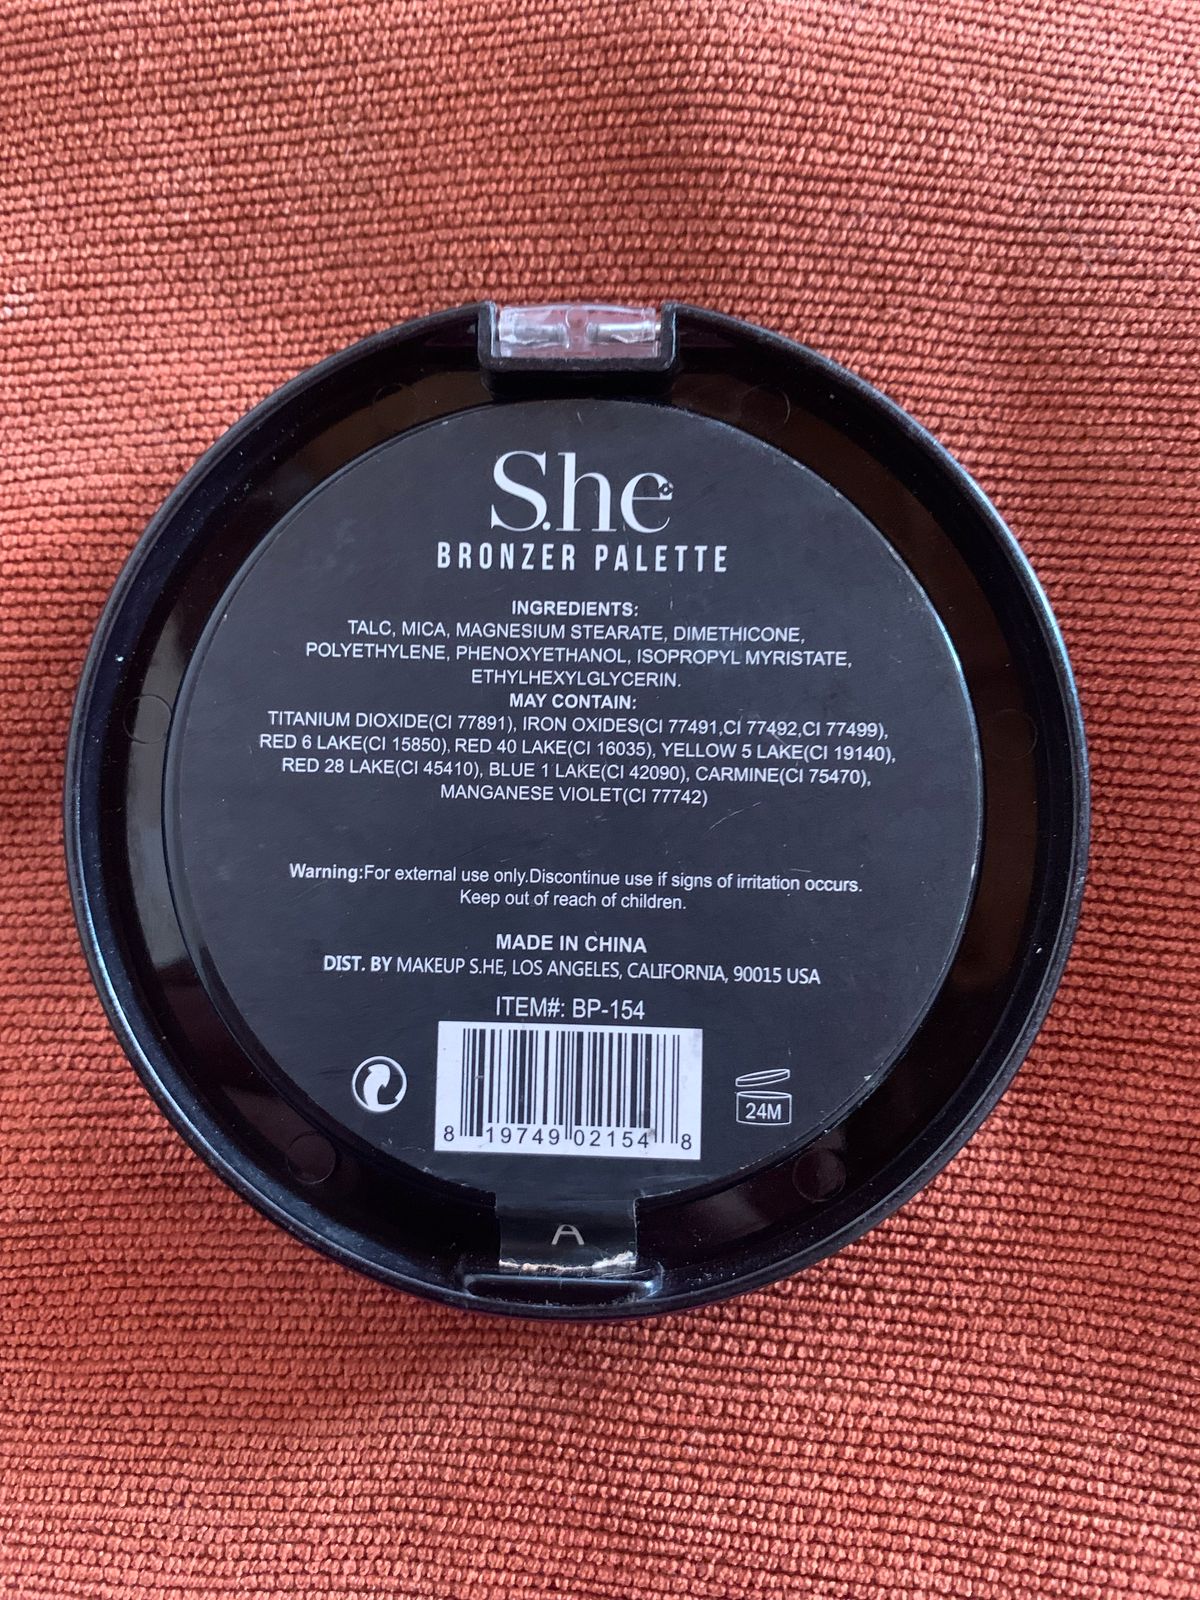 S.he
BRONZER PALETTE
INGREDIENTS:
TALC, MICA, MAGNESIUM STEARATE, DIMETHICONE,
POLYETHYLENE, PHENOXYETHANOL, ISOPROPYL MYRISTATE,
ETHYLHEXYLGLYCERIN.
MAY CONTAIN:
TITANIUM DIOXIDE(CI 77891), IRON OXIDES(CI 77491,CI 77492,CI 77499),
RED 6 LAKE(CI 15850), RED 40 LAKE(CI 16035), YELLOW 5 LAKE(CI 19140),
RED 28 LAKE(CI 45410), BLUE 1 LAKE(CI 42090), CARMINE(CI 75470),
MANGANESE VIOLET(CI 77742)
Warning:For external use only.Discontinue use if signs of irritation occurs.
Keep out of reach of children.
MADE IN CHINA
DIST. BY MAKEUP S.HE, LOS ANGELES, CALIFORNIA, 90015 USA
ITEM#: BP-154
8 19749 02154 8
24M
A